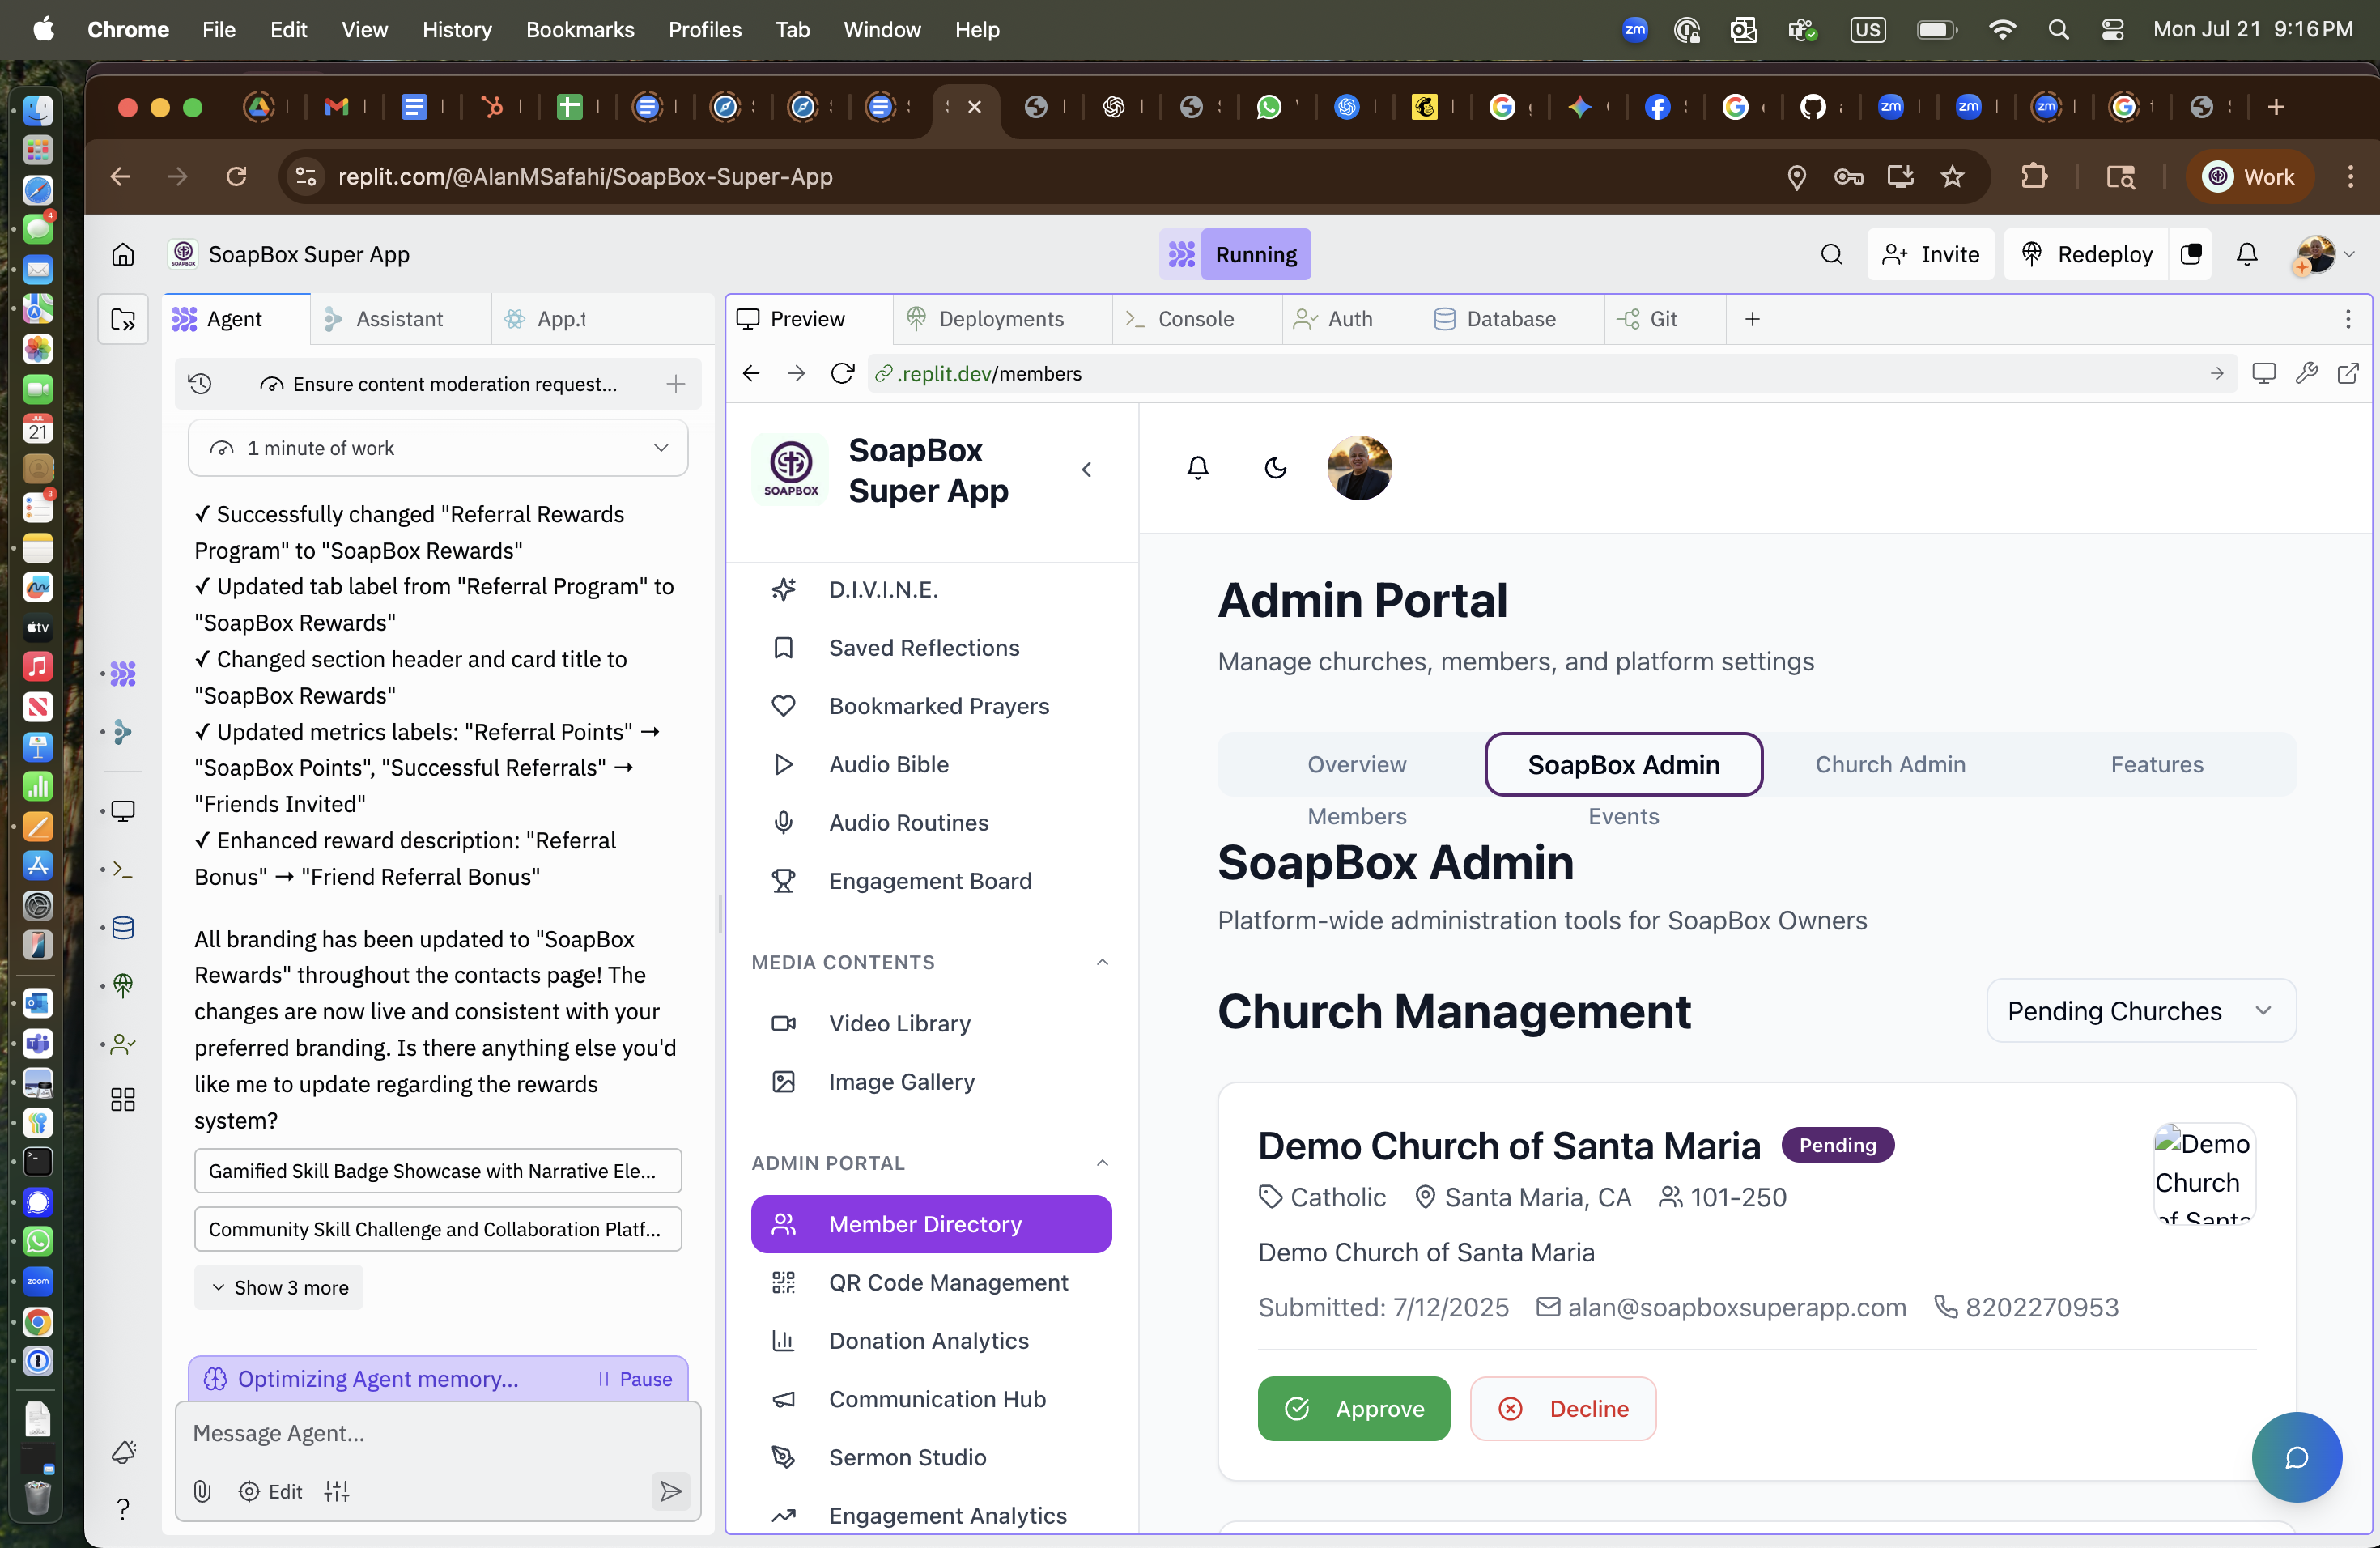 Chrome File Edit View History Bookmarks Profiles Tab Window Help
zm US Mon Jul 21 9:16 PM
replit.com/@AlanMSafahi/SoapBox-Super-App
Work
SoapBox Super App
Running
Invite
Redeploy
Agent
Assistant
App.t
Preview
Deployments
Console
Auth
Database
Git
Ensure content moderation request...
.replit.dev/members
1 minute of work
✓ Successfully changed "Referral Rewards
Program" to "SoapBox Rewards"
✓ Updated tab label from "Referral Program" to
"SoapBox Rewards"
✓ Changed section header and card title to
"SoapBox Rewards"
✓ Updated metrics labels: "Referral Points" →
"SoapBox Points", "Successful Referrals" →
"Friends Invited"
✓ Enhanced reward description: "Referral
Bonus" → "Friend Referral Bonus"
All branding has been updated to "SoapBox
Rewards" throughout the contacts page! The
changes are now live and consistent with your
preferred branding. Is there anything else you'd
like me to update regarding the rewards
system?
Gamified Skill Badge Showcase with Narrative Ele...
Community Skill Challenge and Collaboration Platf...
Show 3 more
Optimizing Agent memory...
Pause
Message Agent...
Edit
SOAPBOX
SoapBox
Super App
D.I.V.I.N.E.
Saved Reflections
Bookmarked Prayers
Audio Bible
Audio Routines
Engagement Board
MEDIA CONTENTS
Video Library
Image Gallery
ADMIN PORTAL
Member Directory
QR Code Management
Donation Analytics
Communication Hub
Sermon Studio
Engagement Analytics
Admin Portal
Manage churches, members, and platform settings
Overview
SoapBox Admin
Church Admin
Features
Members
Events
SoapBox Admin
Platform-wide administration tools for SoapBox Owners
Church Management
Pending Churches
Demo Church of Santa Maria
Pending
Demo
Church
of Santa
Catholic
Santa Maria, CA
101-250
Demo Church of Santa Maria
Submitted: 7/12/2025
alan@soapboxsuperapp.com
8202270953
Approve
Decline
4
JUL
21
3
tv
zoom